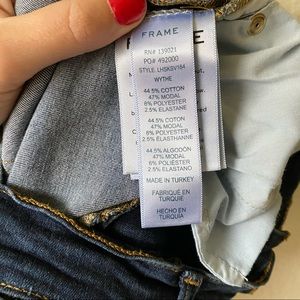 FRAME
RN# 139021
PO# 492000
STYLE: LHSKSV184
WYTHE
44.5% COTTON
47% MODAL
6% POLYESTER
2.5% ELASTANE
44.5% COTON
47% MODAL
6% POLYESTER
2.5% ÉLASTHANNE
44.5% ALGODÓN
47% MODAL
6% POLIÉSTER
2.5% ELASTANO
MADE IN TURKEY.
FABRIQUÉ EN
TURQUIE
HECHO EN
TURQUIA